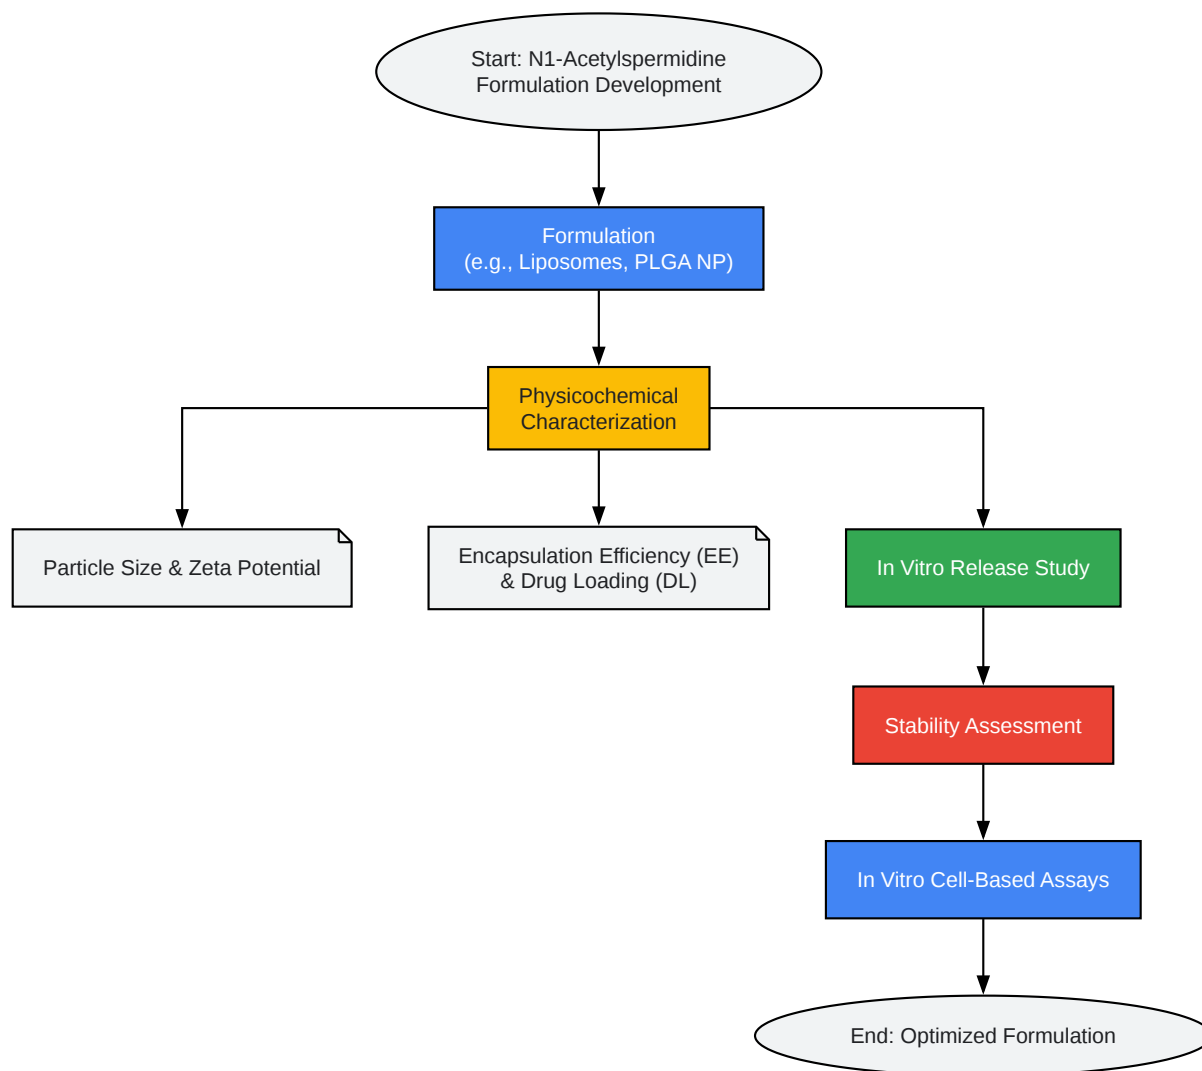 Start: N1-Acetylspermidine
Formulation Development
Formulation
(e.g., Liposomes, PLGA NP)
Physicochemical
Characterization
Particle Size & Zeta Potential
Encapsulation Efficiency (EE)
& Drug Loading (DL)
In Vitro Release Study
Stability Assessment
In Vitro Cell-Based Assays
End: Optimized Formulation